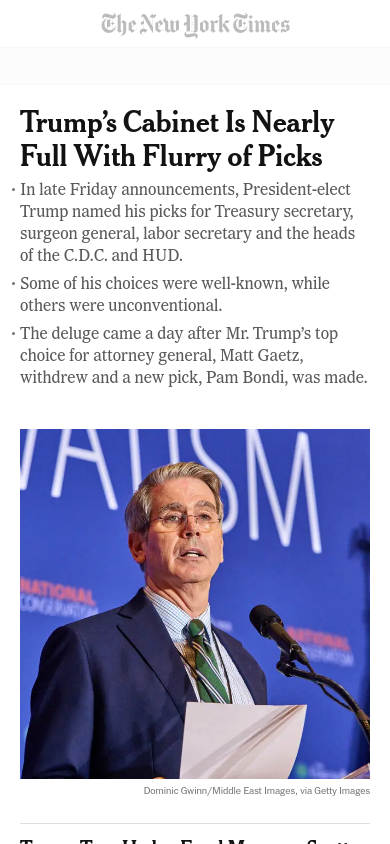 The New York Times
Trump’s Cabinet Is Nearly
Full With Flurry of Picks
• In late Friday announcements, President-elect
Trump named his picks for Treasury secretary,
surgeon general, labor secretary and the heads
of the C.D.C. and HUD.
• Some of his choices were well-known, while
others were unconventional.
• The deluge came a day after Mr. Trump’s top
choice for attorney general, Matt Gaetz,
withdrew and a new pick, Pam Bondi, was made.
VATISM
NATIONAL
CONSERVATISM
NATIONAL
CONSERVATISM
Dominic Gwinn/Middle East Images, via Getty Images